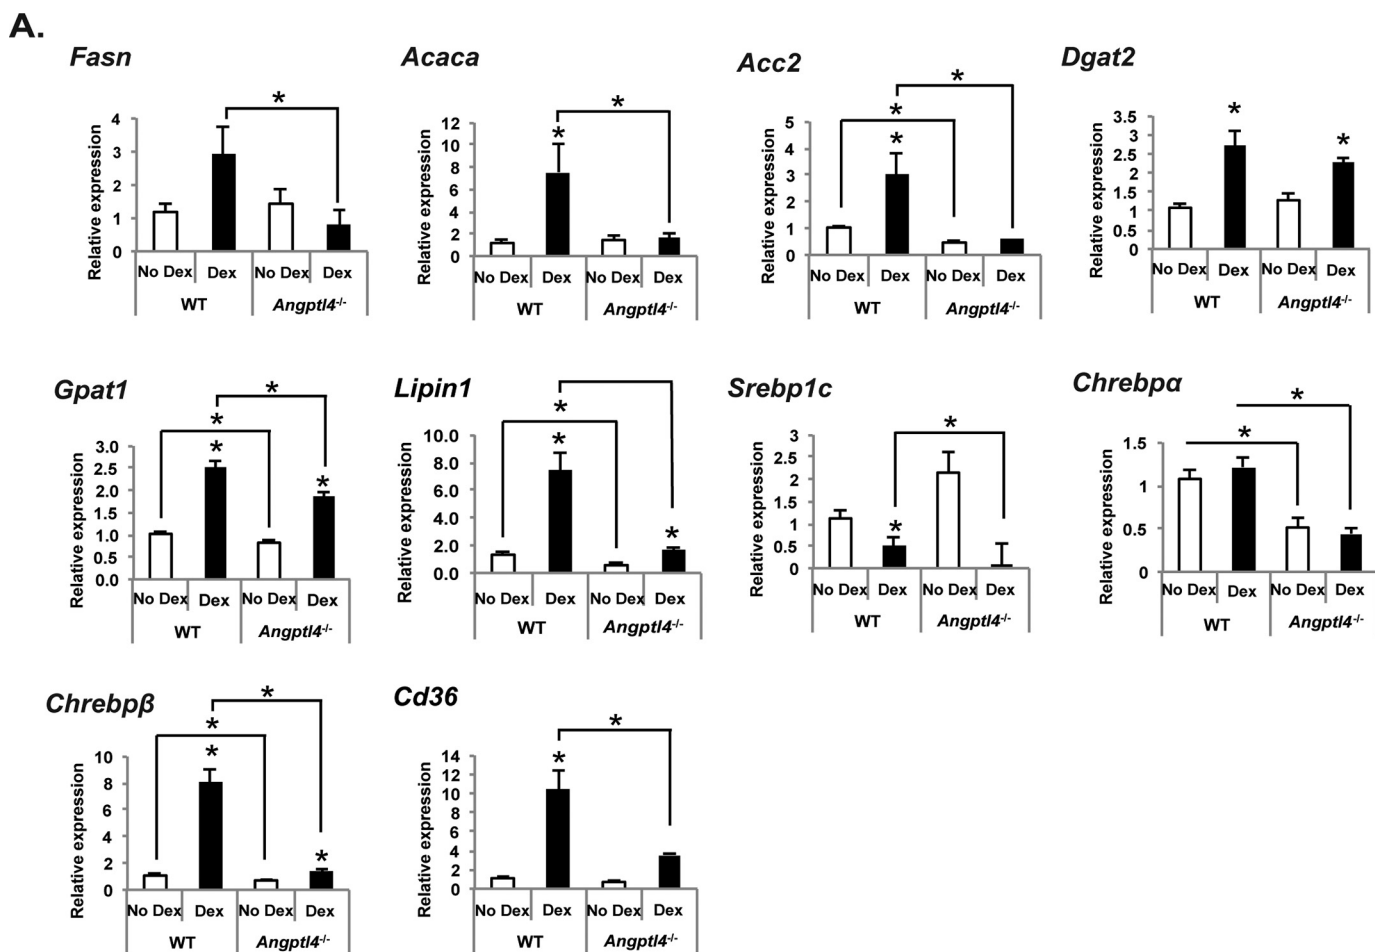 A.
Fasn
Relative expression
4
3
2
1
0
*
No Dex Dex No Dex Dex
WT Angptl4-/-
Acaca
Relative expression
12
10
8
6
4
2
0
*
*
No Dex Dex No Dex Dex
WT Angptl4-/-
Acc2
Relative expression
5
4
3
2
1
0
*
*
*
No Dex Dex No Dex Dex
WT Angptl4-/-
Dgat2
Relative expression
3.5
3
2.5
2
1.5
1
0.5
0
*
*
No Dex Dex No Dex Dex
WT Angptl4-/-
Gpat1
Relative expression
3.0
2.5
2.0
1.5
1.0
0.5
0.0
*
*
*
*
No Dex Dex No Dex Dex
WT Angptl4-/-
Lipin1
Relative expression
10.0
8.0
6.0
4.0
2.0
0.0
*
*
*
*
No Dex Dex No Dex Dex
WT Angptl4-/-
Srebp1c
Relative expression
3
2.5
2
1.5
1
0.5
0
*
*
No Dex Dex No Dex Dex
WT Angptl4-/-
Chrebpα
Relative expression
1.5
1
0.5
0
*
*
No Dex Dex No Dex Dex
WT Angptl4-/-
Chrebpβ
Relative expression
10
8
6
4
2
0
*
*
*
*
No Dex Dex No Dex Dex
WT Angptl4-/-
Cd36
Relative expression
14
12
10
8
6
4
2
0
*
*
No Dex Dex No Dex Dex
WT Angptl4-/-